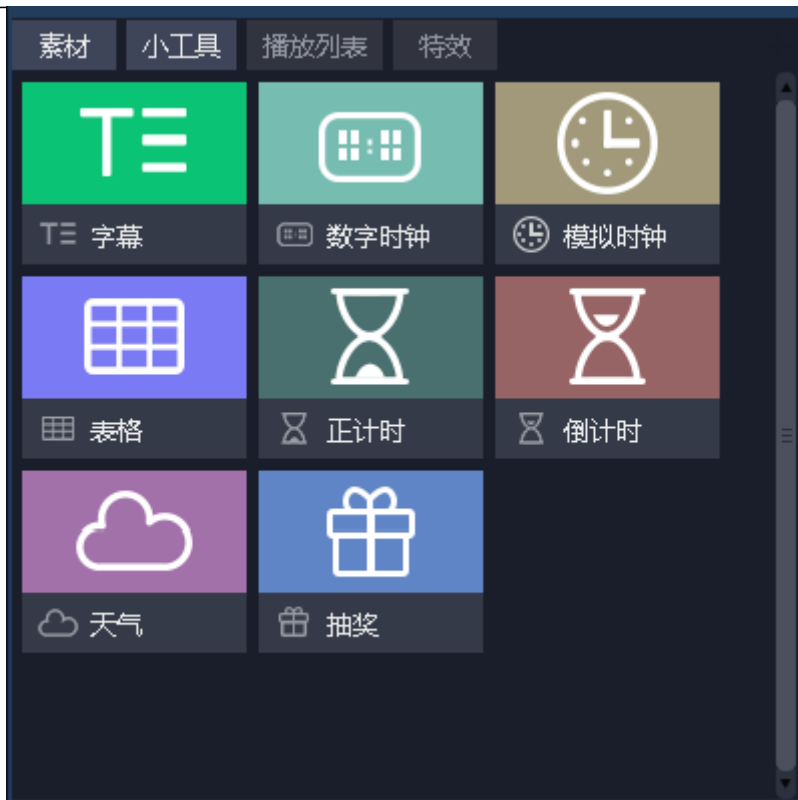 素材 小工具 播放列表 特效
字幕 数字时钟 模拟时钟
表格 正计时 倒计时
天气 抽奖